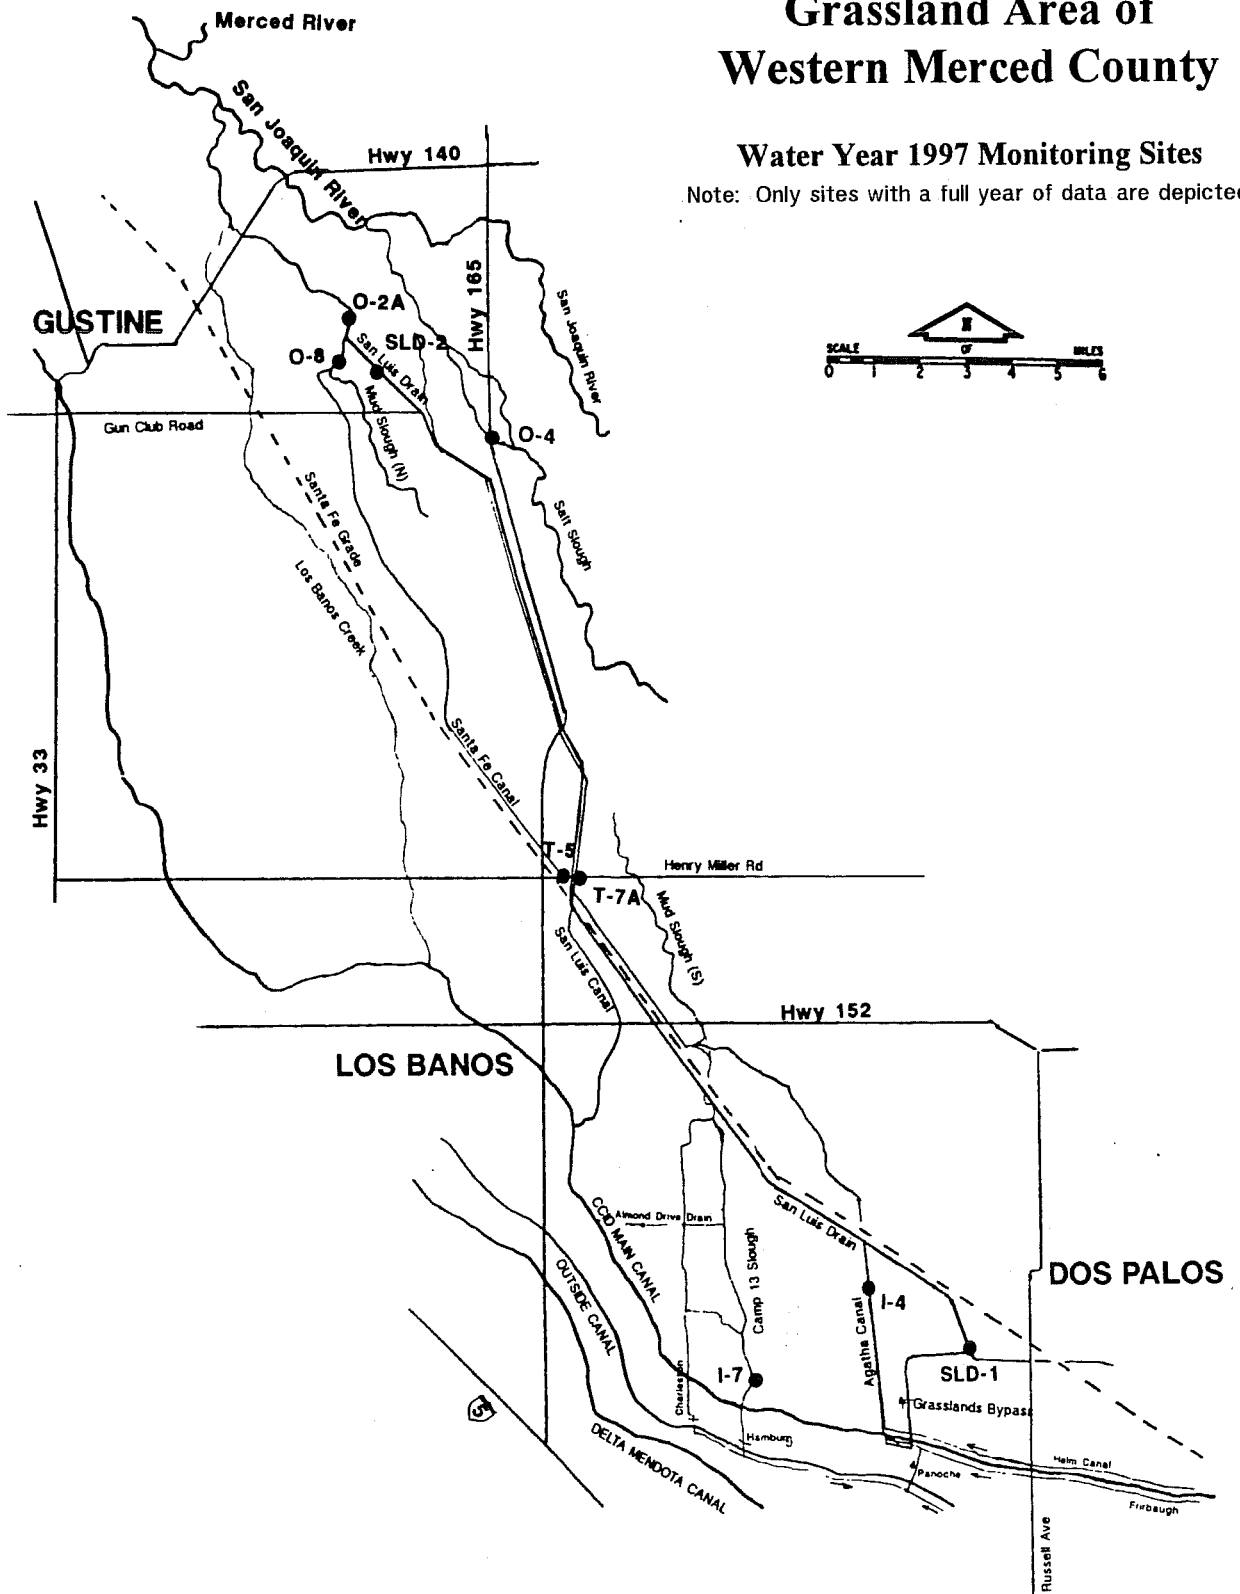 Merced River
Grassland Area of
Western Merced County
San Joaquin River
Hwy 140
Water Year 1997 Monitoring Sites
Note: Only sites with a full year of data are depicted
Hwy 165
San Joaquin River
GUSTINE
O-2A
SLD-2
O-8
San Luis Drain
N
OF
SCALE
MILES
0 1 2 3 4 5 6
Mud Slough (N)
Gun Club Road
O-4
Santa Fe Grade
Salt Slough
Los Banos Creek
Santa Fe Canal
Hwy 33
T-5
Henry Miller Rd
T-7A
Mud Slough (S)
San Luis Canal
Hwy 152
LOS BANOS
CCID MAIN CANAL
Almond Drive Drain
San Luis Drain
Camp 13 Slough
OUTSIDE CANAL
DOS PALOS
I-4
Agatha Canal
I-7
SLD-1
Charleston
Grasslands Bypass
5
DELTA MENDOTA CANAL
Hamburg
Panoche
Helm Canal
Firebaugh
Russell Ave